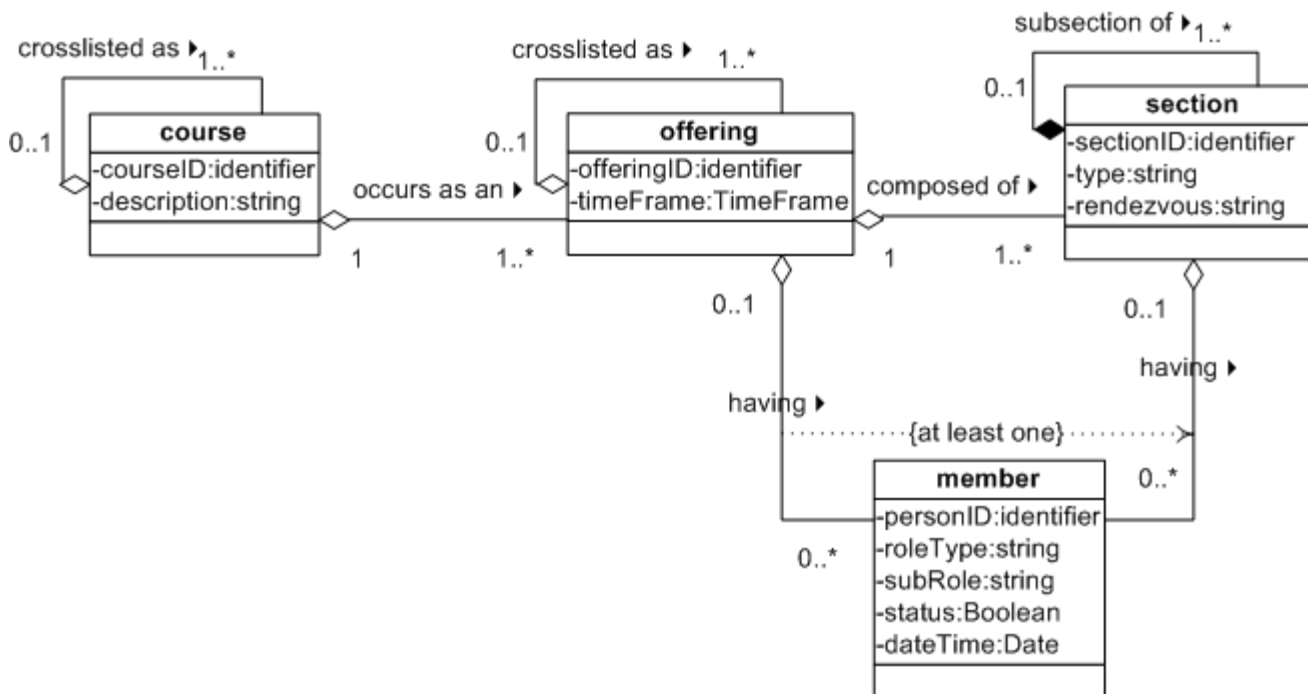 subsection of
1..*
crosslisted as
1..*
crosslisted as
1..*
0..1
section
-sectionID:identifier
-type:string
-rendezvous:string
0..1
course
-courseID:identifier
-description:string
0..1
offering
-offeringID:identifier
-timeFrame:TimeFrame
occurs as an
composed of
1
1..*
1
1..*
0..1
0..1
having
having
{at least one}
member
-personID:identifier
-roleType:string
-subRole:string
-status:Boolean
-dateTime:Date
0..*
0..*